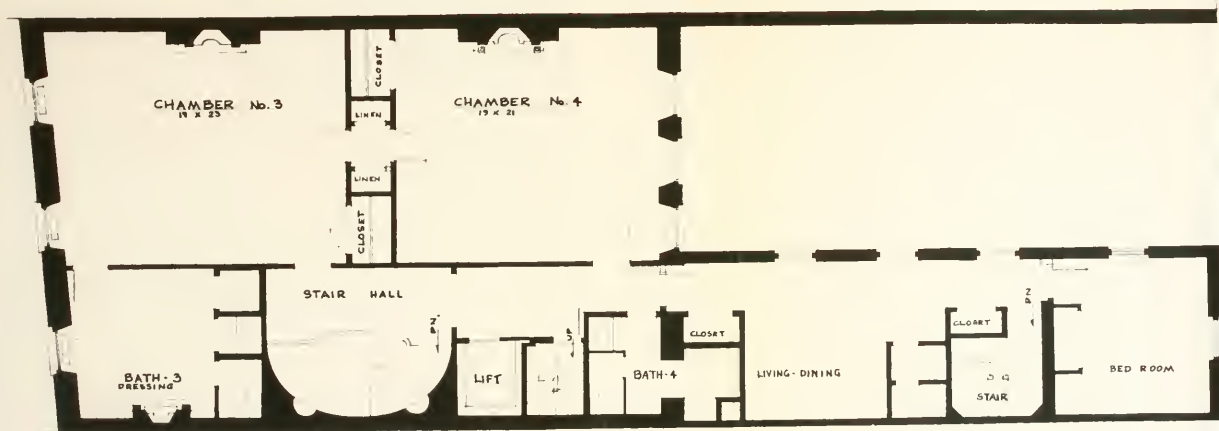 CHAMBER No. 3
19 X 23
CLOSET
LINEN
LINEN
CLOSET
CHAMBER No. 4
19 X 21
STAIR HALL
BATH-3
DRESSING
LIFT
UP
BATH-4
CLOSET
LIVING-DINING
CLOSET
STAIR
BED ROOM